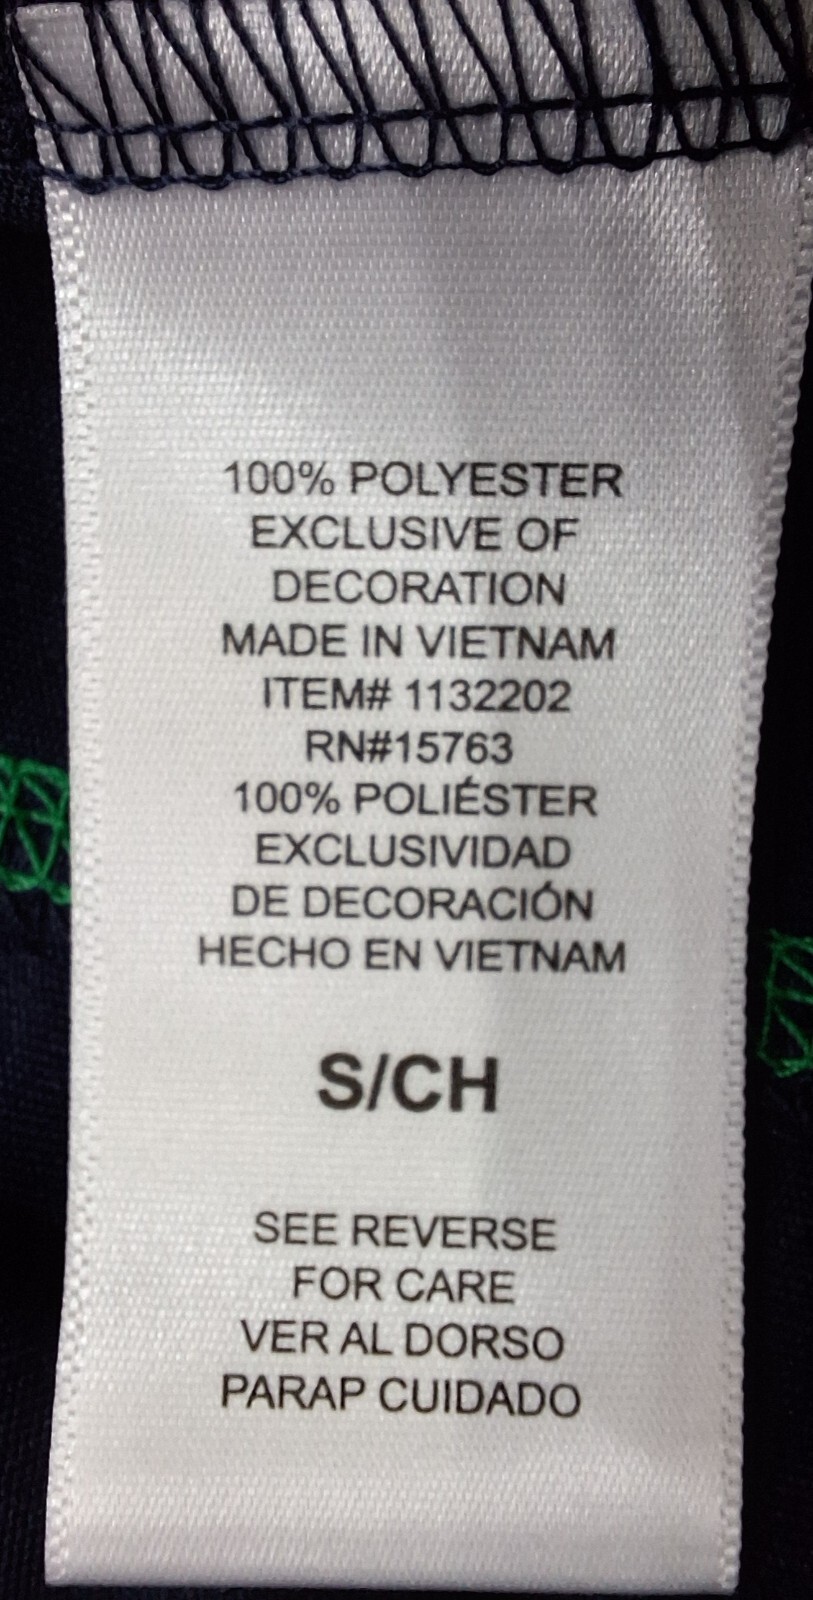 100% POLYESTER
EXCLUSIVE OF
DECORATION
MADE IN VIETNAM
ITEM# 1132202
RN#15763
100% POLIÉSTER
EXCLUSIVIDAD
DE DECORACIÓN
HECHO EN VIETNAM
S/CH
SEE REVERSE
FOR CARE
VER AL DORSO
PARAP CUIDADO